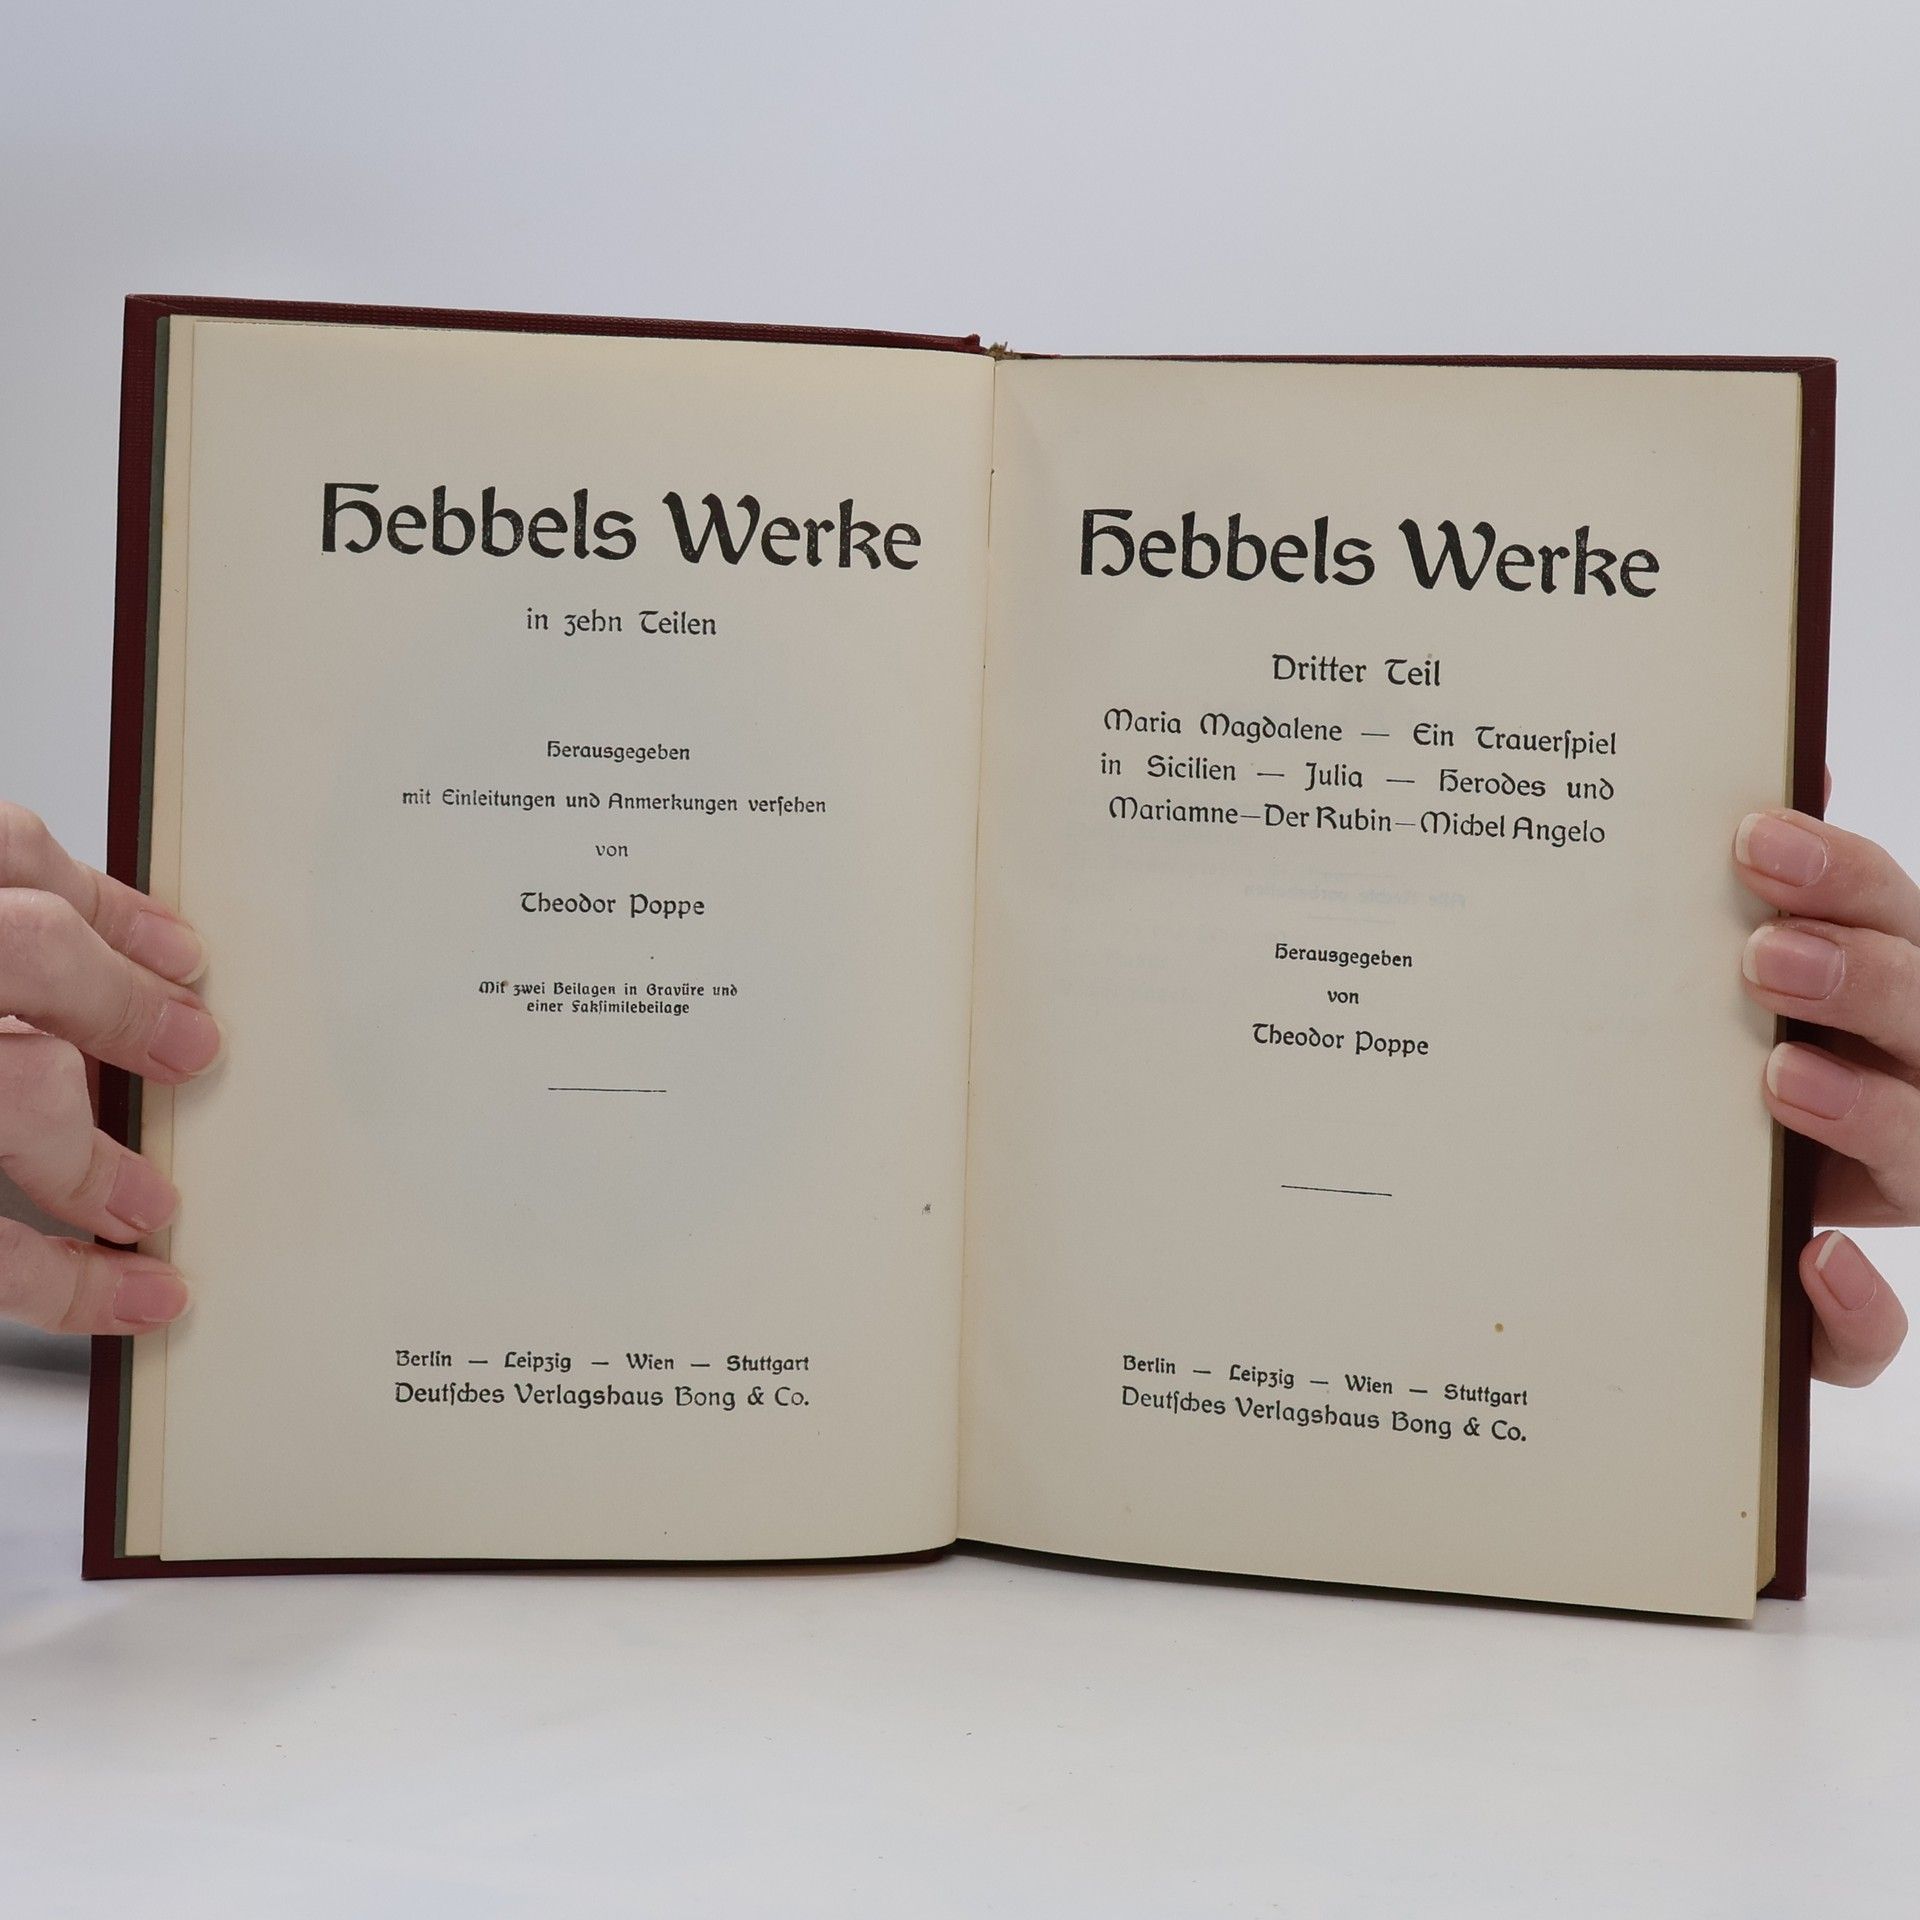 Hebbels Werke
in zehn Teilen
Herausgegeben
mit Einleitungen und Anmerkungen verſehen
von
Theodor Poppe
Mit zwei Beilagen in Gravüre und
einer Fakſimilebeilage
Berlin — Leipzig — Wien — Stuttgart
Deutſches Verlagshaus Bong & Co.
Hebbels Werke
Dritter Teil
Maria Magdalene — Ein Trauerſpiel
in Sicilien — Julia — Herodes und
Mariamne—Der Rubin—Michel Angelo
Herausgegeben
von
Theodor Poppe
Berlin — Leipzig — Wien — Stuttgart
Deutſches Verlagshaus Bong & Co.